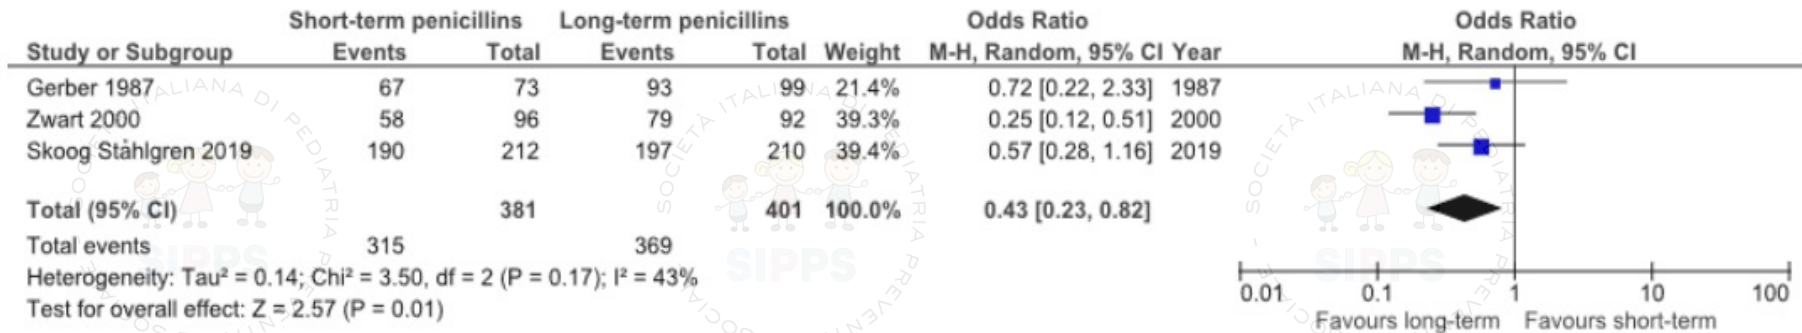 Short-term penicillins Long-term penicillins Odds Ratio Odds Ratio
Study or Subgroup Events Total Events Total Weight M-H, Random, 95% CI Year M-H, Random, 95% CI
Gerber 1987 67 73 93 99 21.4% 0.72 [0.22, 2.33] 1987
Zwart 2000 58 96 79 92 39.3% 0.25 [0.12, 0.51] 2000
Skoog Ståhlgren 2019 190 212 197 210 39.4% 0.57 [0.28, 1.16] 2019
Total (95% CI) 381 401 100.0% 0.43 [0.23, 0.82]
Total events 315 369
Heterogeneity: Tau² = 0.14; Chi² = 3.50, df = 2 (P = 0.17); I² = 43%
Test for overall effect: Z = 2.57 (P = 0.01)
0.01 0.1 1 10 100
Favours long-term Favours short-term
SIPPS
SIPPS
SIPPS